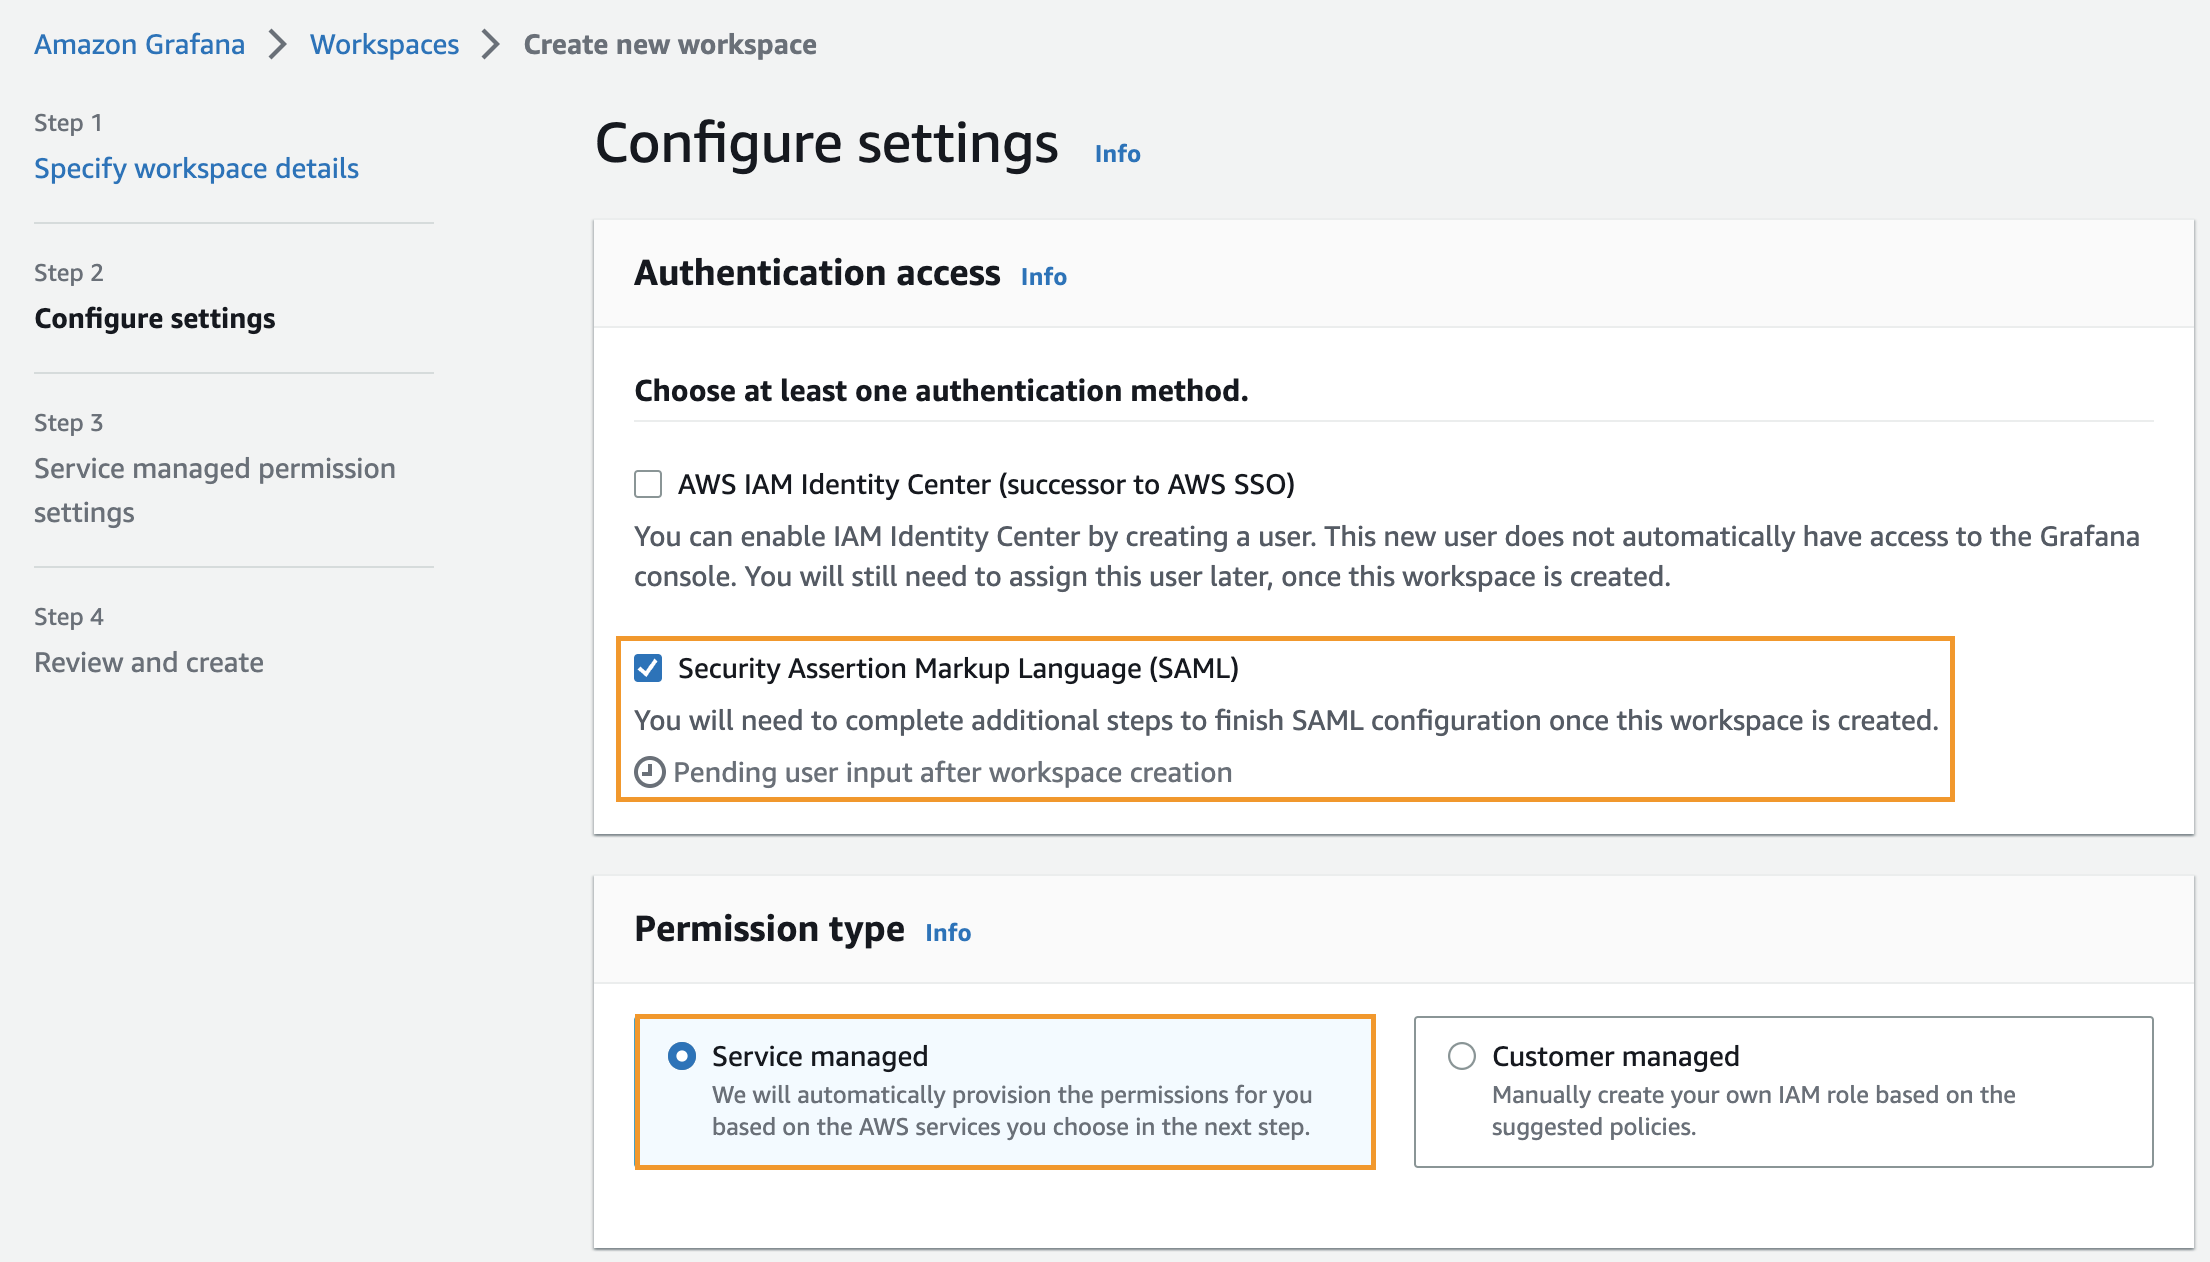 Amazon Grafana > Workspaces > Create new workspace
Step 1
Specify workspace details
Step 2
Configure settings
Step 3
Service managed permission
settings
Step 4
Review and create
Configure settings Info
Authentication access Info
Choose at least one authentication method.
AWS IAM Identity Center (successor to AWS SSO)
You can enable IAM Identity Center by creating a user. This new user does not automatically have access to the Grafana
console. You will still need to assign this user later, once this workspace is created.
Security Assertion Markup Language (SAML)
You will need to complete additional steps to finish SAML configuration once this workspace is created.
Pending user input after workspace creation
Permission type Info
Service managed
We will automatically provision the permissions for you
based on the AWS services you choose in the next step.
Customer managed
Manually create your own IAM role based on the
suggested policies.